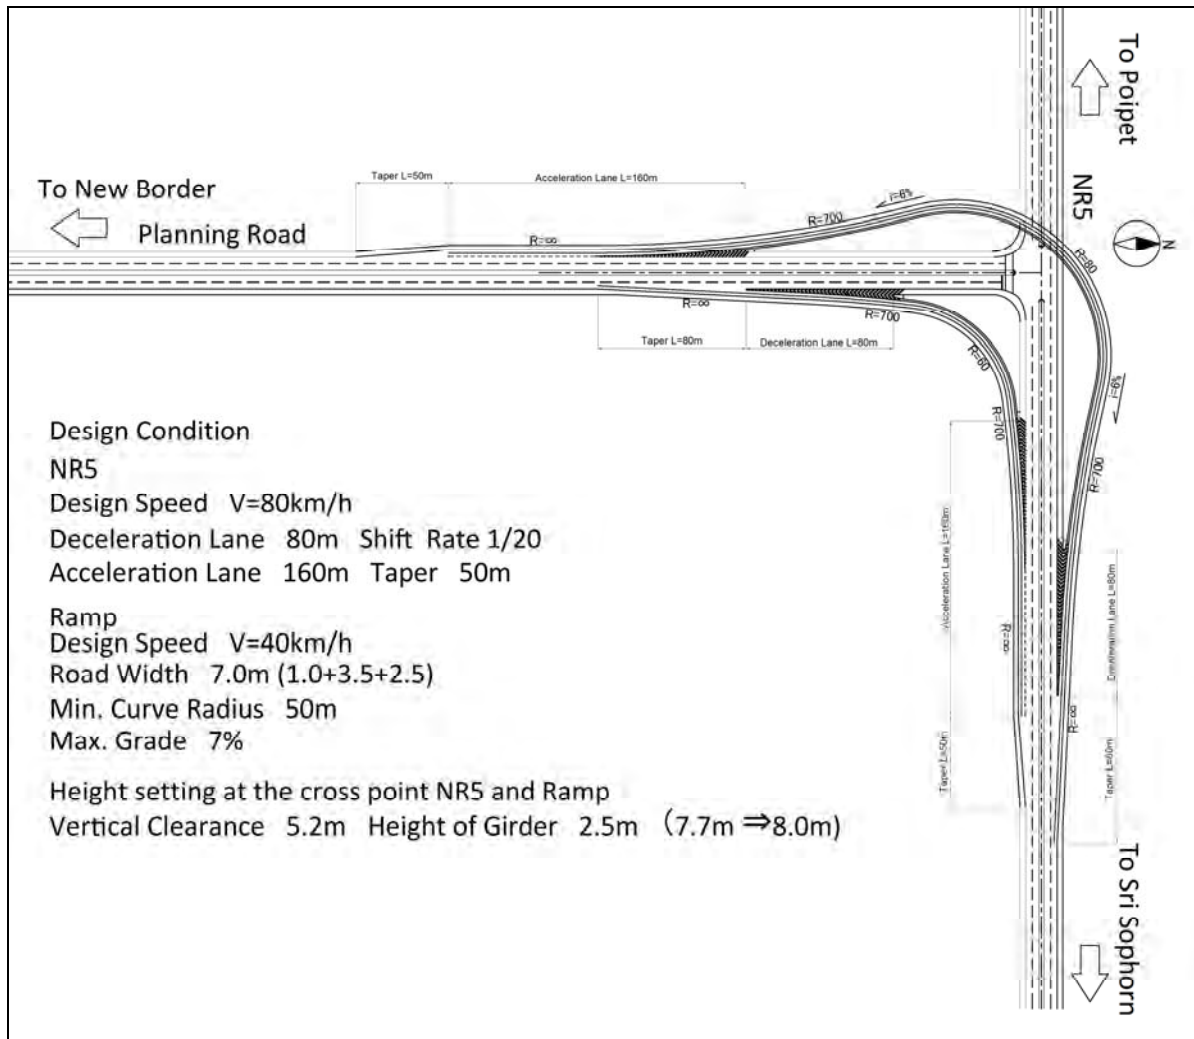 To Poipet
NR5
N
To New Border
Planning Road
Taper L=50m
Acceleration Lane L=160m
R=∞
R=700
i=6%
R=80
R=∞
R=700
Taper L=80m
Deceleration Lane L=80m
R=60
R=700
i=6%
R=700
Acceleration Lane L=160m
Deceleration Lane L=80m
R=∞
R=∞
Taper L=50m
Taper L=80m
To Sri Sophorn
Design Condition
NR5
Design Speed V=80km/h
Deceleration Lane 80m Shift Rate 1/20
Acceleration Lane 160m Taper 50m
Ramp
Design Speed V=40km/h
Road Width 7.0m (1.0+3.5+2.5)
Min. Curve Radius 50m
Max. Grade 7%
Height setting at the cross point NR5 and Ramp
Vertical Clearance 5.2m Height of Girder 2.5m (7.7m ⇒8.0m)